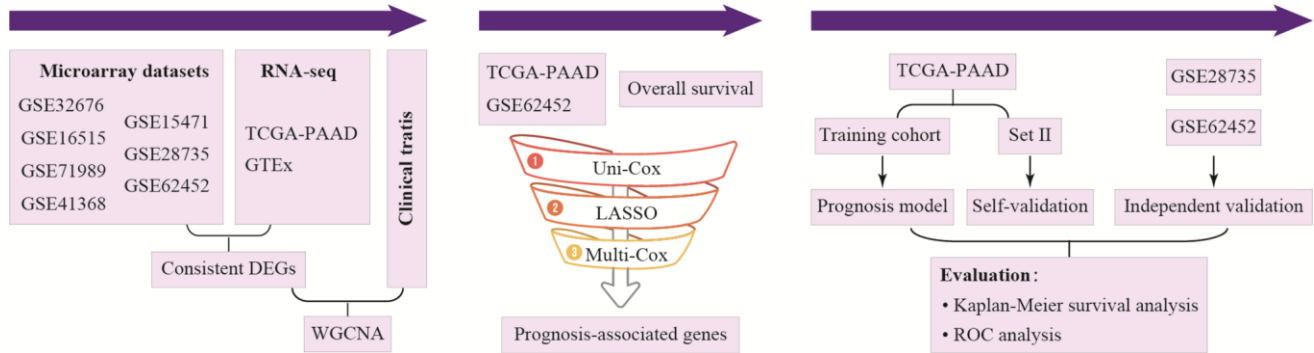 Microarray datasets
GSE32676
GSE16515
GSE71989
GSE41368
GSE15471
GSE28735
GSE62452
RNA-seq
TCGA-PAAD
GTEx
Clinical tratis
Consistent DEGs
WGCNA
TCGA-PAAD
GSE62452
Overall survival
1
Uni-Cox
2
LASSO
3
Multi-Cox
Prognosis-associated genes
TCGA-PAAD
Training cohort
Set II
Prognosis model
Self-validation
GSE28735
GSE62452
Independent validation
Evaluation:
• Kaplan-Meier survival analysis
• ROC analysis